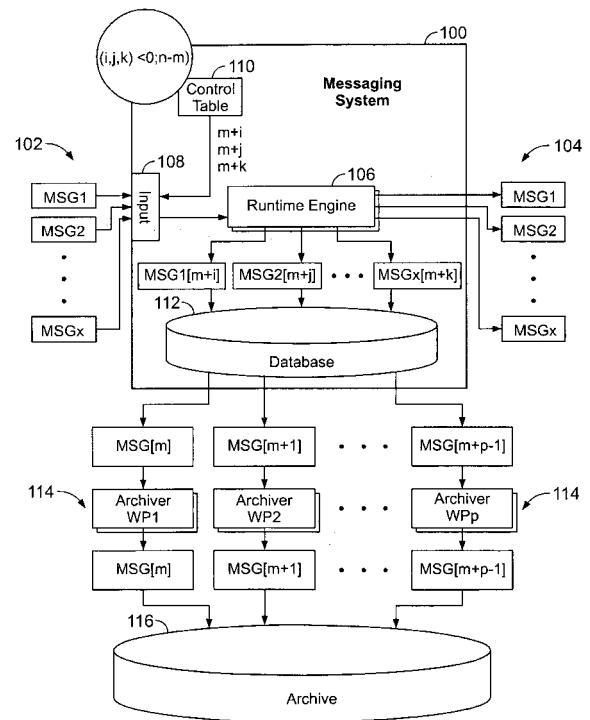 (i,j,k) <0;n-m)
100
110
Control
Table
Messaging
System
m+i
m+j
m+k
102
108
106
104
MSG1
MSG2
MSGx
Input
Runtime Engine
MSG1
MSG2
MSGx
MSG1[m+i]
MSG2[m+j]
• • •
MSGx[m+k]
112
Database
MSG[m]
MSG[m+1]
• • •
MSG[m+p-1]
114
Archiver
WP1
Archiver
WP2
• • •
Archiver
WPp
114
MSG[m]
MSG[m+1]
• • •
MSG[m+p-1]
116
Archive